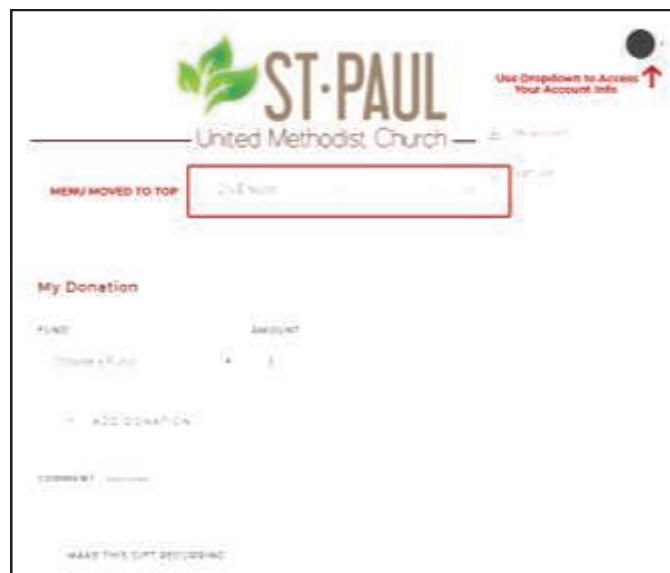 ST·PAUL
United Methodist Church
Use Dropdown to Access
Your Account Info
MENU MOVED TO TOP
My Donation
FUND
AMOUNT
Choose a Fund
$
ADD DONATION
COMMENT
MAKE THIS GIFT RECURRING